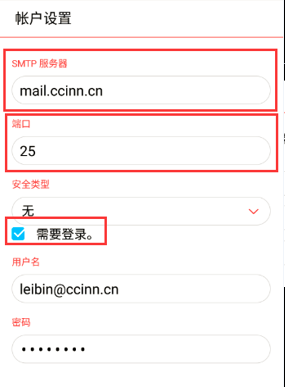 帐户设置
SMTP 服务器
mail.ccinn.cn
端口
25
安全类型
无
需要登录。
用户名
leibin@ccinn.cn
密码
••••••••